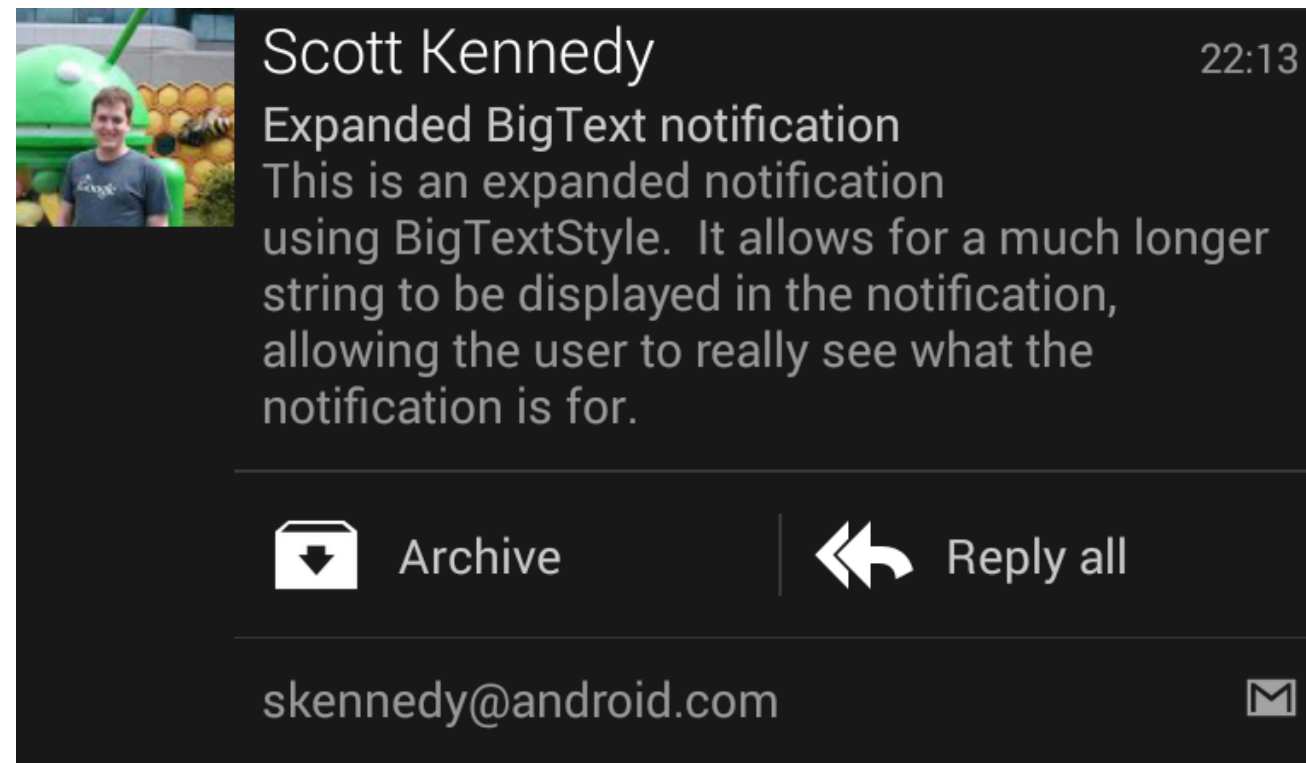 Scott Kennedy
22:13
Expanded BigText notification
This is an expanded notification
using BigTextStyle.  It allows for a much longer
string to be displayed in the notification,
allowing the user to really see what the
notification is for.
Archive
Reply all
skennedy@android.com
Google